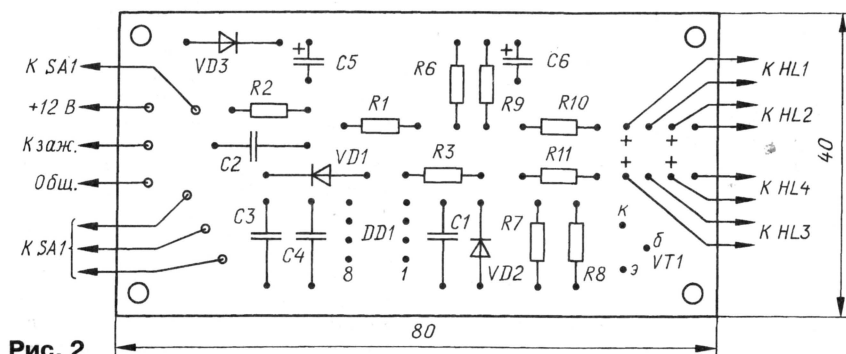 К SA1
+12 В
К заж.
Общ.
К SA1
VD3
C5
R2
C2
R1
VD1
C3
C4
DD1
8
1
R3
C1
VD2
R6
R9
C6
R10
R11
R7
R8
к
б
э
VT1
К HL1
К HL2
К HL4
К HL3
40
80
Рис. 2